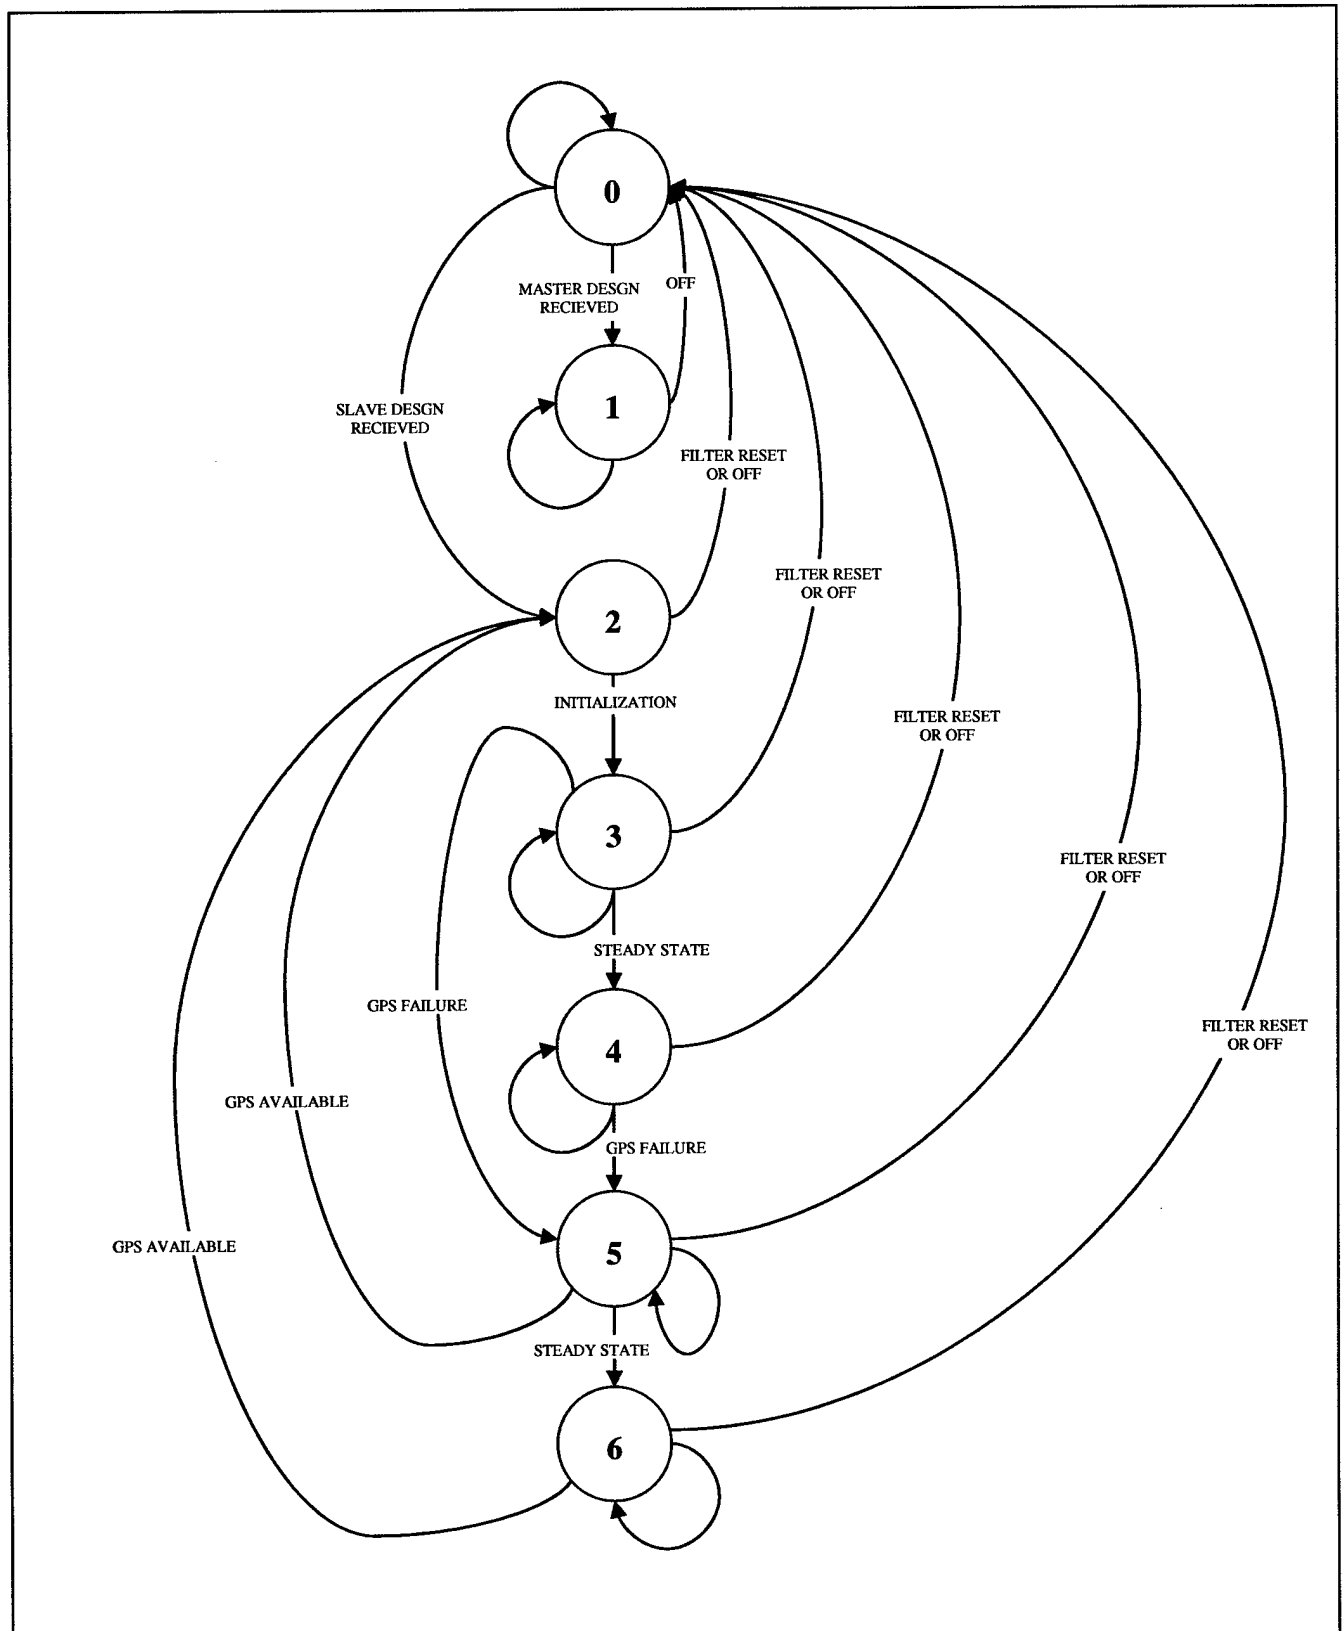 0
MASTER DESGN
RECIEVED
OFF
1
SLAVE DESGN
RECIEVED
FILTER RESET
OR OFF
FILTER RESET
OR OFF
2
INITIALIZATION
FILTER RESET
OR OFF
3
FILTER RESET
OR OFF
STEADY STATE
GPS FAILURE
FILTER RESET
OR OFF
4
GPS AVAILABLE
GPS FAILURE
GPS AVAILABLE
5
STEADY STATE
6